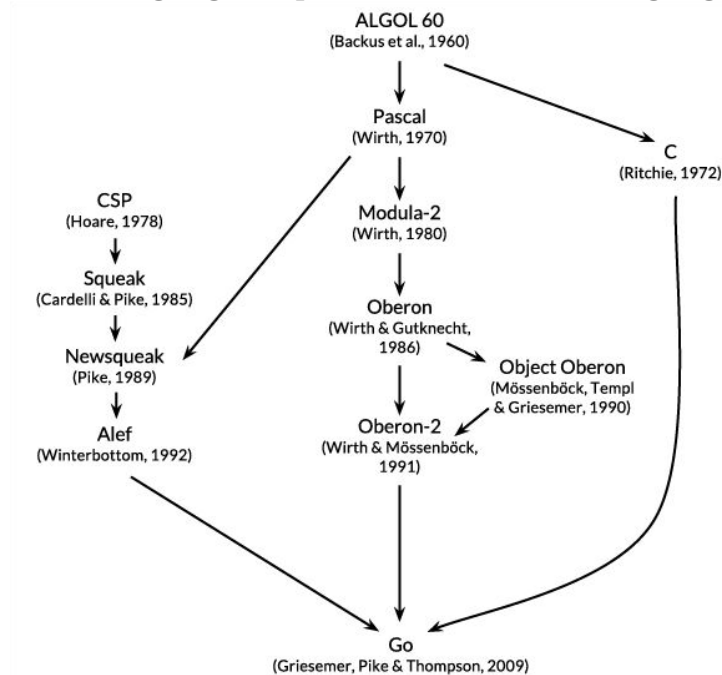 ALGOL 60
(Backus et al., 1960)
Pascal
(Wirth, 1970)
C
(Ritchie, 1972)
CSP
(Hoare, 1978)
Modula-2
(Wirth, 1980)
Squeak
(Cardelli & Pike, 1985)
Oberon
(Wirth & Gutknecht,
1986)
Newsqueak
(Pike, 1989)
Object Oberon
(Mössenböck, Templ
& Griesemer, 1990)
Alef
(Winterbottom, 1992)
Oberon-2
(Wirth & Mössenböck,
1991)
Go
(Griesemer, Pike & Thompson, 2009)